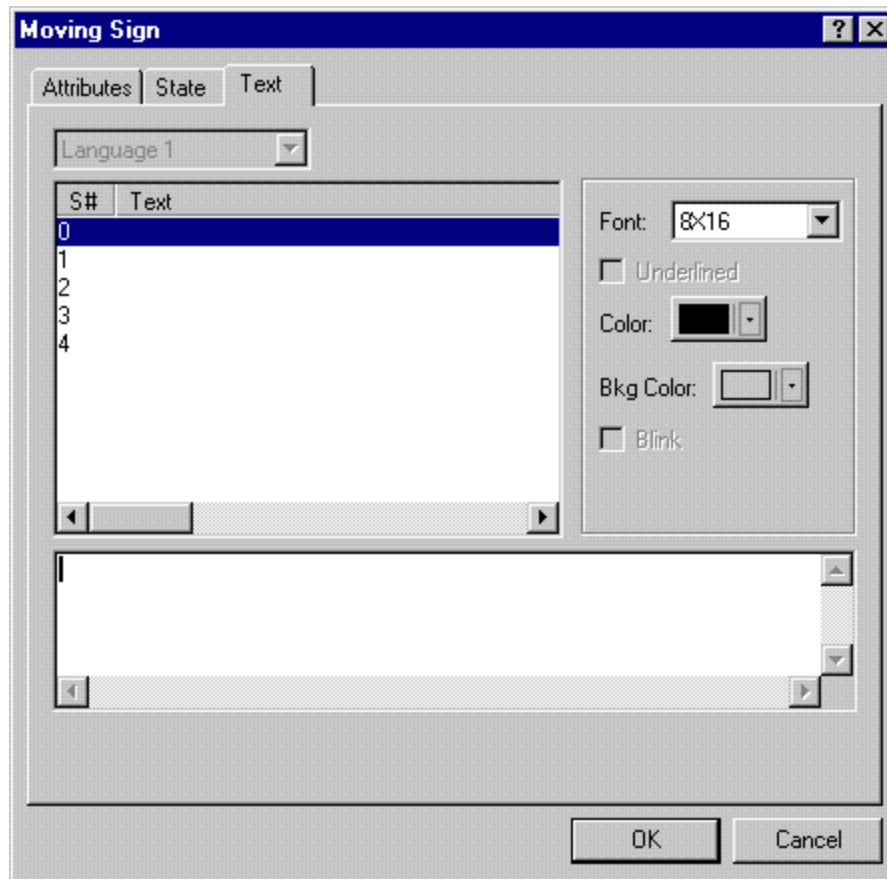 Moving Sign
Attributes State Text
Language 1
S# Text
0
1
2
3
4
Font: 8X16
Underlined
Color:
Bkg Color:
Blink
OK Cancel